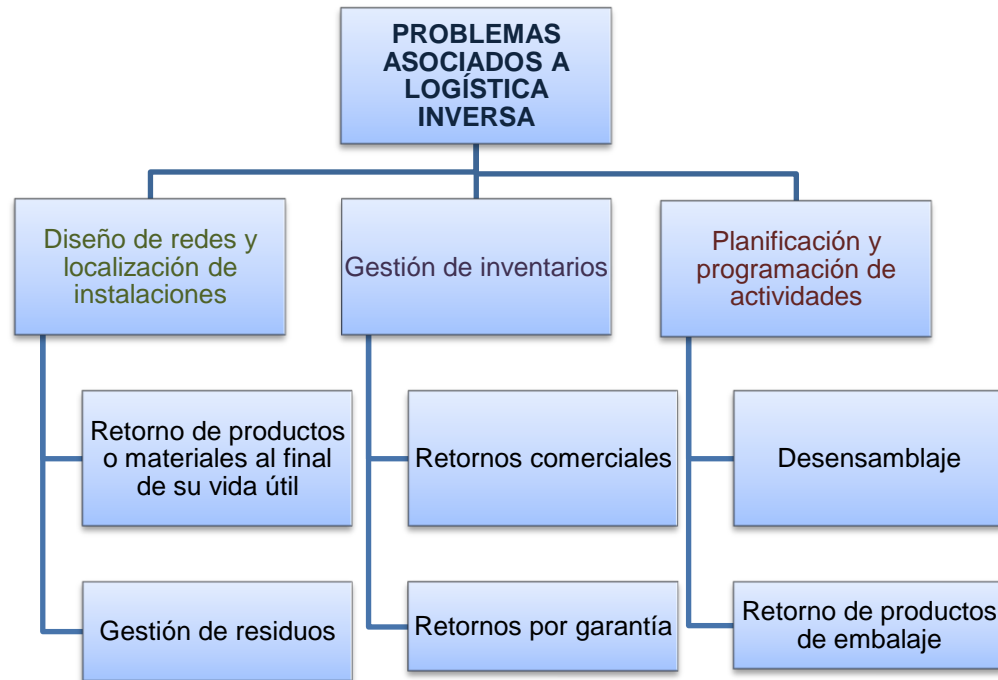 PROBLEMAS
ASOCIADOS A
LOGÍSTICA
INVERSA
Diseño de redes y
localización de
instalaciones
Gestión de inventarios
Planificación y
programación de
actividades
Retorno de productos
o materiales al final
de su vida útil
Retornos comerciales
Desensamblaje
Gestión de residuos
Retornos por garantía
Retorno de productos
de embalaje